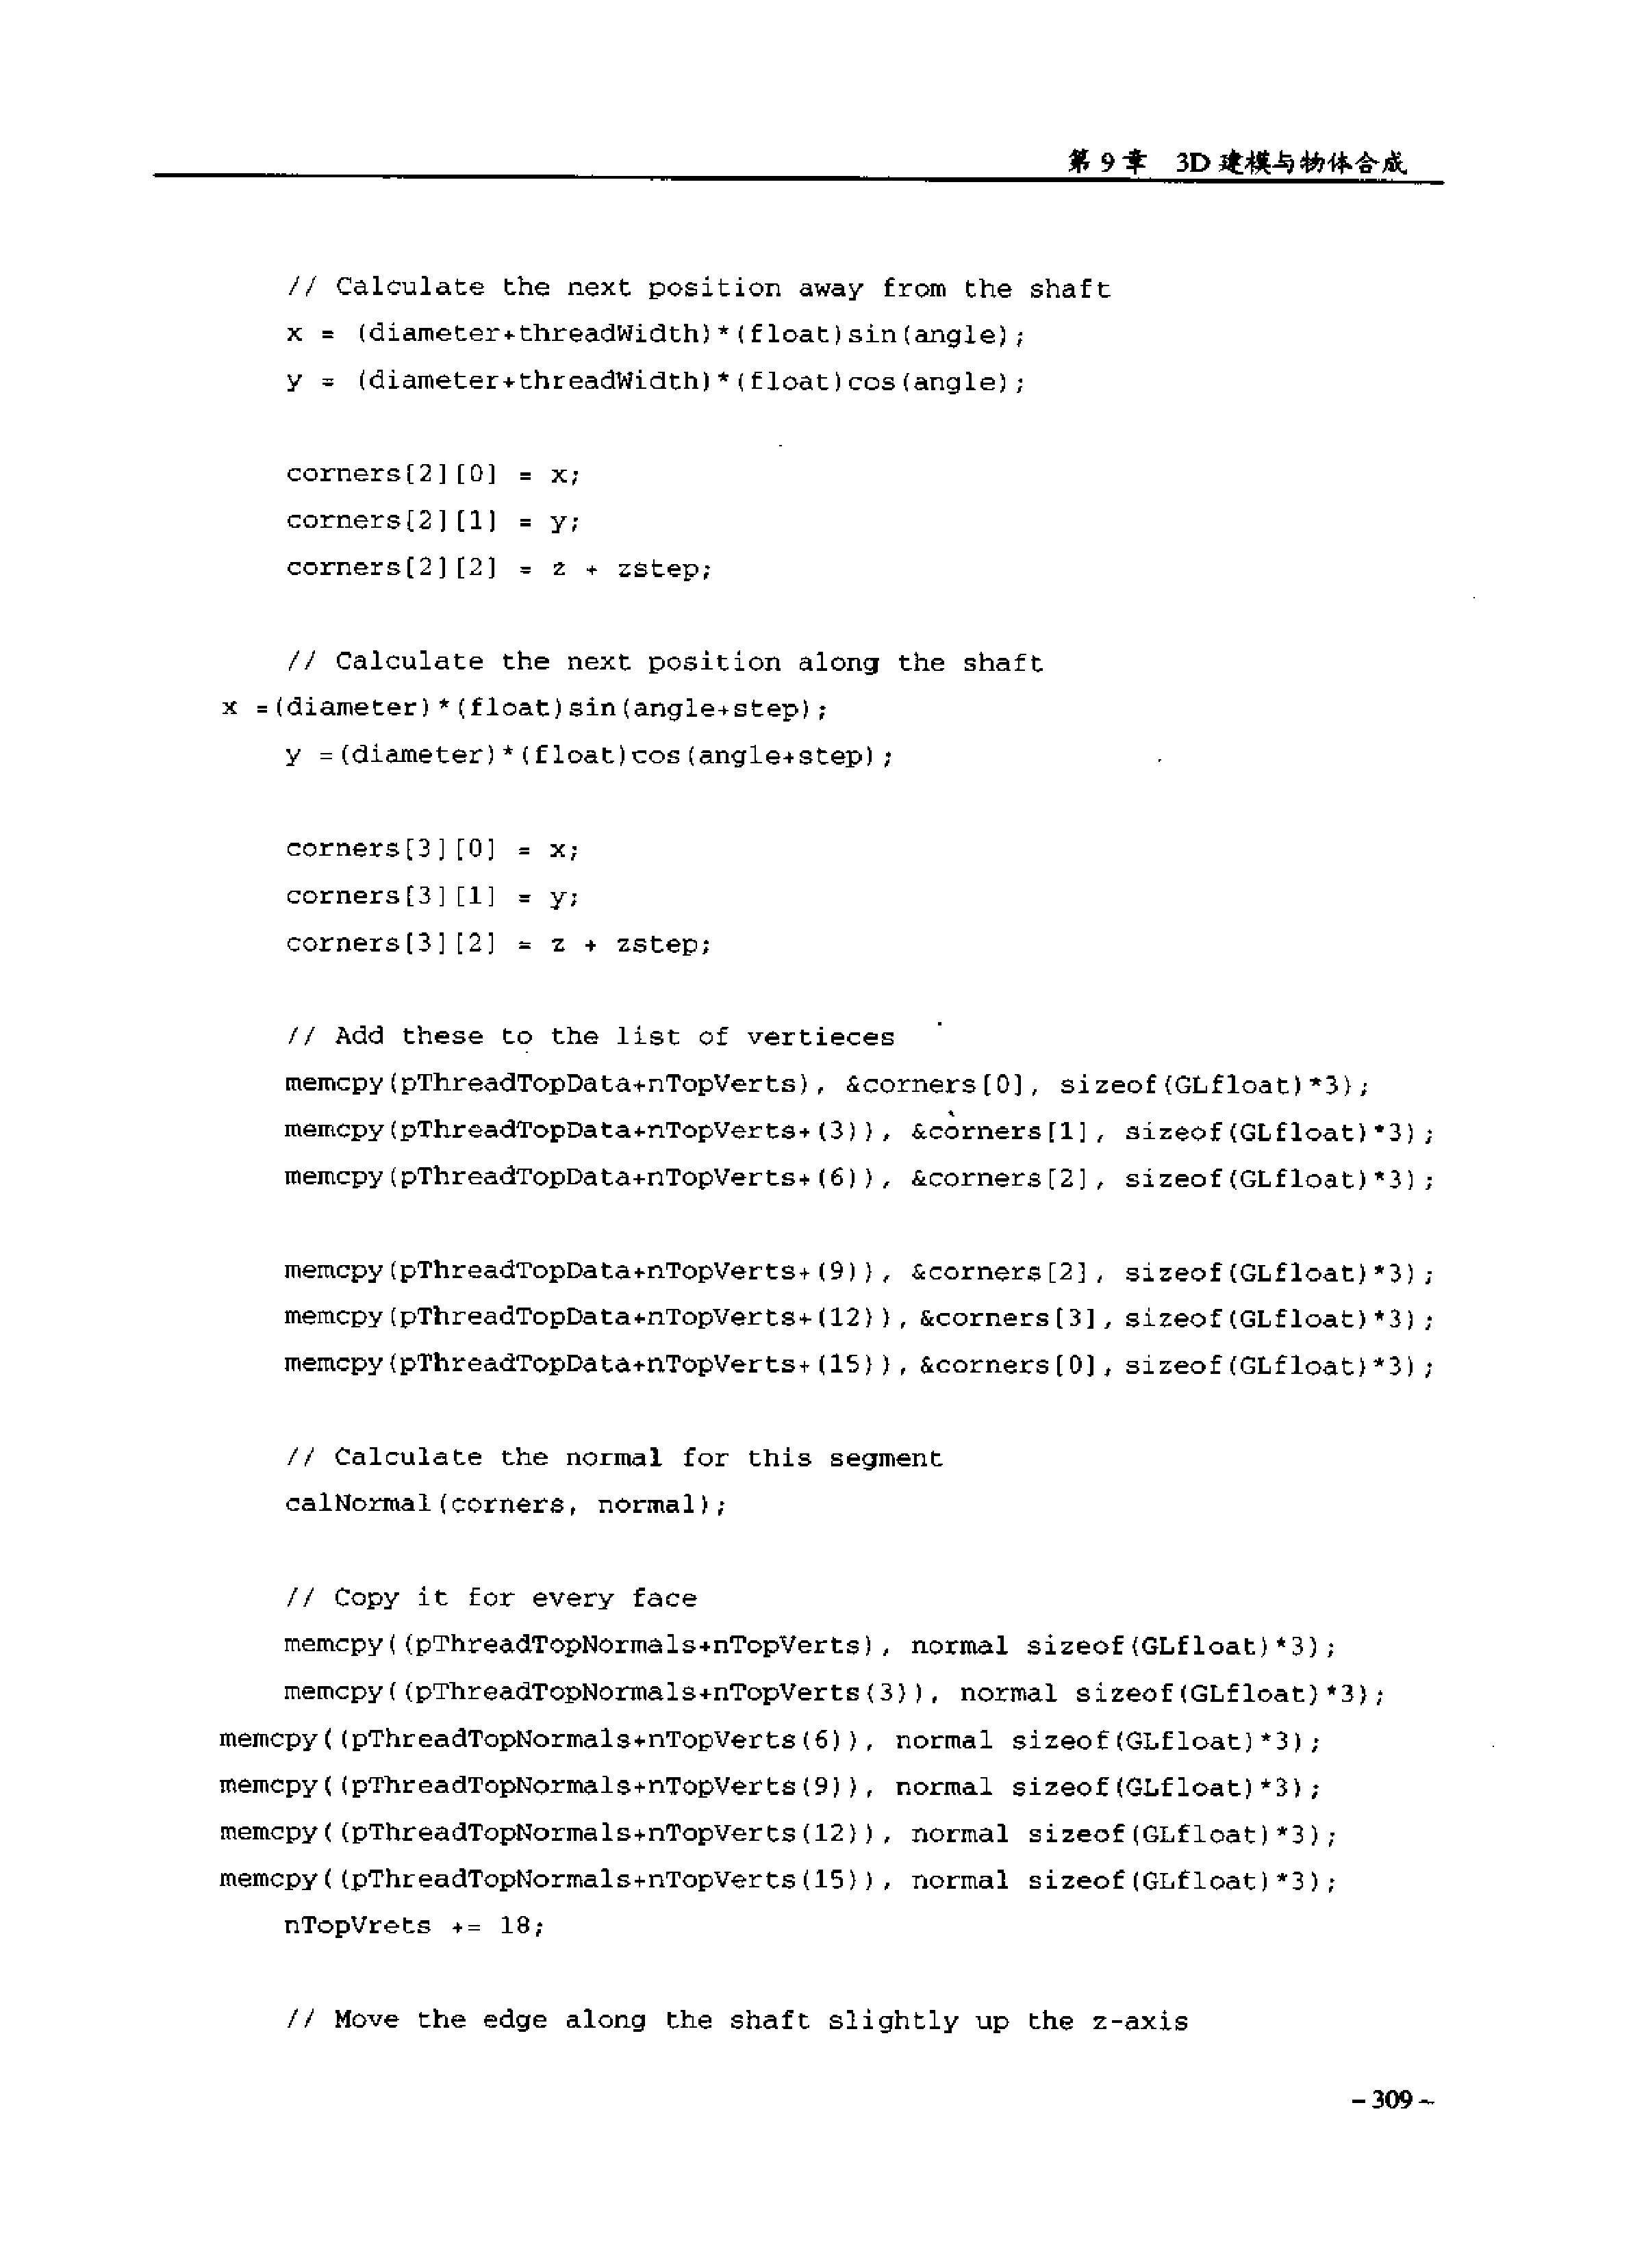 第 9 章 3D 建模与物体合成
// Calculate the next position away from the shaft
x = (diameter+threadWidth)*(float)sin(angle);
y = (diameter+threadWidth)*(float)cos(angle);
corners[2][0] = x;
corners[2][1] = y;
corners[2][2] = z + zstep;
// Calculate the next position along the shaft
x =(diameter)*(float)sin(angle+step);
y =(diameter)*(float)cos(angle+step);
corners[3][0] = x;
corners[3][1] = y;
corners[3][2] = z + zstep;
// Add these to the list of vertieces
memcpy(pThreadTopData+nTopVerts), &corners[0], sizeof(GLfloat)*3);
memcpy(pThreadTopData+nTopVerts+(3)), &corners[1], sizeof(GLfloat)*3);
memcpy(pThreadTopData+nTopVerts+(6)), &corners[2], sizeof(GLfloat)*3);
memcpy(pThreadTopData+nTopVerts+(9)), &corners[2], sizeof(GLfloat)*3);
memcpy(pThreadTopData+nTopVerts+(12)),&corners[3],sizeof(GLfloat)*3);
memcpy(pThreadTopData+nTopVerts+(15)),&corners[0],sizeof(GLfloat)*3);
// Calculate the normal for this segment
calNormal(corners, normal);
// Copy it for every face
memcpy((pThreadTopNormals+nTopVerts), normal sizeof(GLfloat)*3);
memcpy((pThreadTopNormals+nTopVerts(3)), normal sizeof(GLfloat)*3);
memcpy((pThreadTopNormals+nTopVerts(6)), normal sizeof(GLfloat)*3);
memcpy((pThreadTopNormals+nTopVerts(9)), normal sizeof(GLfloat)*3);
memcpy((pThreadTopNormals+nTopVerts(12)), normal sizeof(GLfloat)*3);
memcpy((pThreadTopNormals+nTopVerts(15)), normal sizeof(GLfloat)*3);
nTopVrets += 18;
// Move the edge along the shaft slightly up the z-axis
– 309 –